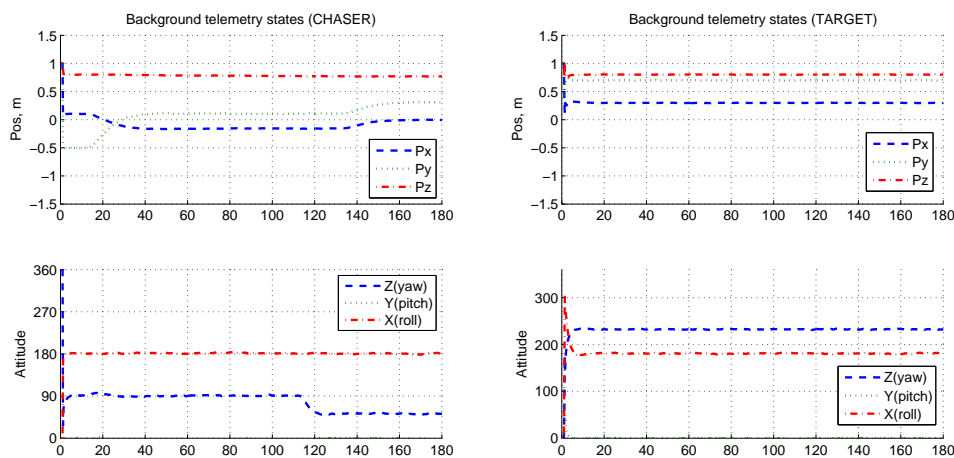 Background telemetry states (CHASER)
Pos, m
1.5
1
0.5
0
−0.5
−1
−1.5
Px
Py
Pz
0 20 40 60 80 100 120 140 160 180
Background telemetry states (TARGET)
Pos, m
1.5
1
0.5
0
−0.5
−1
−1.5
Px
Py
Pz
0 20 40 60 80 100 120 140 160 180
Attitude
360
270
180
90
0
Z(yaw)
Y(pitch)
X(roll)
0 20 40 60 80 100 120 140 160 180
Attitude
300
200
100
0
Z(yaw)
Y(pitch)
X(roll)
0 20 40 60 80 100 120 140 160 180